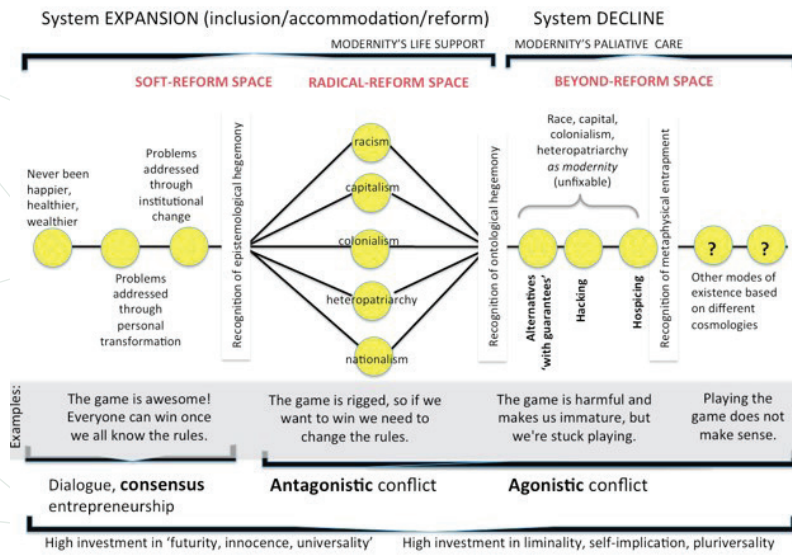 System EXPANSION (inclusion/accommodation/reform)
System DECLINE
MODERNITY'S LIFE SUPPORT
MODERNITY'S PALIATIVE CARE
SOFT-REFORM SPACE
RADICAL-REFORM SPACE
BEYOND-REFORM SPACE
Never been
happier,
healthier,
wealthier
Problems
addressed
through
institutional
change
Problems
addressed
through
personal
transformation
Recognition of epistemological hegemony
racism
capitalism
colonialism
heteropatriarchy
nationalism
Recognition of ontological hegemony
Race, capital,
colonialism,
heteropatriarchy
as modernity
(unfixable)
Alternatives
'with guarantees'
Hacking
Hospicing
Recognition of metaphysical entrapment
?
?
Other modes of
existence based
on different
cosmologies
Examples:
The game is awesome!
Everyone can win once
we all know the rules.
The game is rigged, so if we
want to win we need to
change the rules.
The game is harmful and
makes us immature, but
we're stuck playing.
Playing the
game does not
make sense.
Dialogue, consensus
entrepreneurship
Antagonistic conflict
Agonistic conflict
High investment in 'futurity, innocence, universality'
High investment in liminality, self-implication, pluriversality